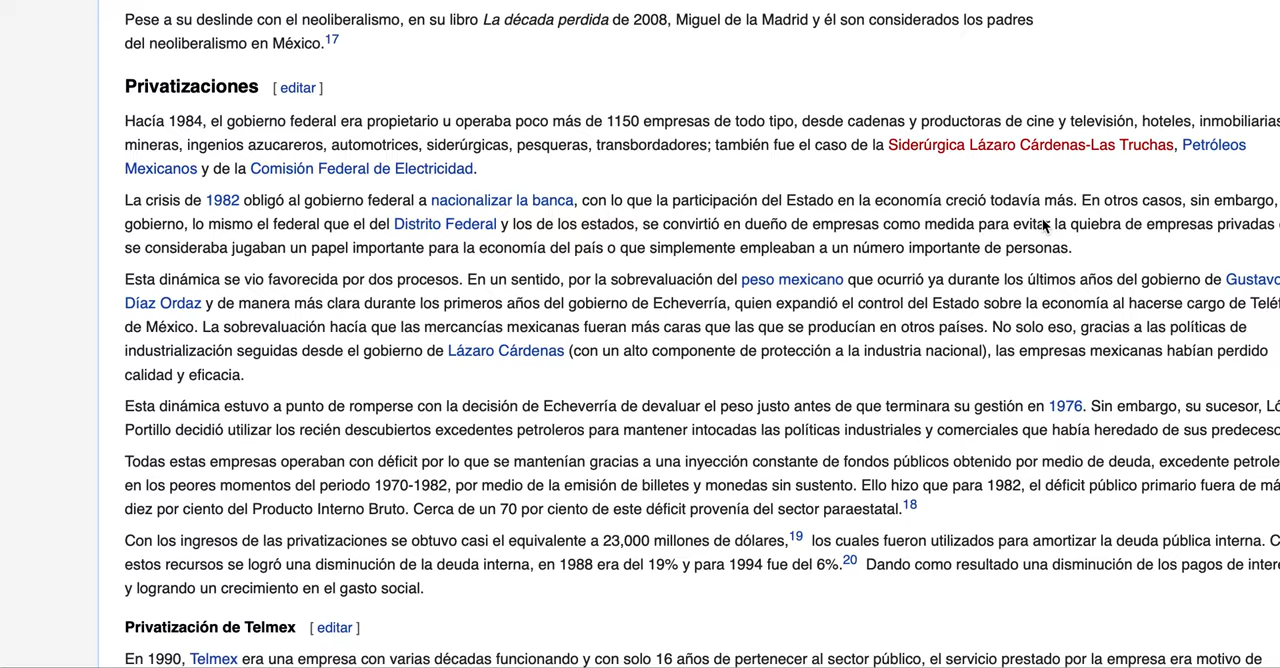 Pese a su deslinde con el neoliberalismo, en su libro La década perdida de 2008, Miguel de la Madrid y él son considerados los padres
del neoliberalismo en México.17
Privatizaciones [ editar ]
Hacía 1984, el gobierno federal era propietario u operaba poco más de 1150 empresas de todo tipo, desde cadenas y productoras de cine y televisión, hoteles, inmobiliarias
mineras, ingenios azucareros, automotrices, siderúrgicas, pesqueras, transbordadores; también fue el caso de la Siderúrgica Lázaro Cárdenas-Las Truchas, Petróleos
Mexicanos y de la Comisión Federal de Electricidad.
La crisis de 1982 obligó al gobierno federal a nacionalizar la banca, con lo que la participación del Estado en la economía creció todavía más. En otros casos, sin embargo,
gobierno, lo mismo el federal que el del Distrito Federal y los de los estados, se convirtió en dueño de empresas como medida para evitar la quiebra de empresas privadas
se consideraba jugaban un papel importante para la economía del país o que simplemente empleaban a un número importante de personas.
Esta dinámica se vio favorecida por dos procesos. En un sentido, por la sobrevaluación del peso mexicano que ocurrió ya durante los últimos años del gobierno de Gustavo
Díaz Ordaz y de manera más clara durante los primeros años del gobierno de Echeverría, quien expandió el control del Estado sobre la economía al hacerse cargo de
de México. La sobrevaluación hacía que las mercancías mexicanas fueran más caras que las que se producían en otros países. No solo eso, gracias a las políticas de
industrialización seguidas desde el gobierno de Lázaro Cárdenas (con un alto componente de protección a la industria nacional), las empresas mexicanas habían perdido
calidad y eficacia.
Esta dinámica estuvo a punto de romperse con la decisión de Echeverría de devaluar el peso justo antes de que terminara su gestión en 1976. Sin embargo, su sucesor,
Portillo decidió utilizar los recién descubiertos excedentes petroleros para mantener intocadas las políticas industriales y comerciales que había heredado de sus
Todas estas empresas operaban con déficit por lo que se mantenían gracias a una inyección constante de fondos públicos obtenido por medio de deuda, excedente
en los peores momentos del periodo 1970-1982, por medio de la emisión de billetes y monedas sin sustento. Ello hizo que para 1982, el déficit público primario fuera de
diez por ciento del Producto Interno Bruto. Cerca de un 70 por ciento de este déficit provenía del sector paraestatal.18
Con los ingresos de las privatizaciones se obtuvo casi el equivalente a 23,000 millones de dólares,19 los cuales fueron utilizados para amortizar la deuda pública interna.
estos recursos se logró una disminución de la deuda interna, en 1988 era del 19% y para 1994 fue del 6%.20 Dando como resultado una disminución de los pagos de
y logrando un crecimiento en el gasto social.
Privatización de Telmex [ editar ]
En 1990, Telmex era una empresa con varias décadas funcionando y con solo 16 años de pertenecer al sector público, el servicio prestado por la empresa era motivo de